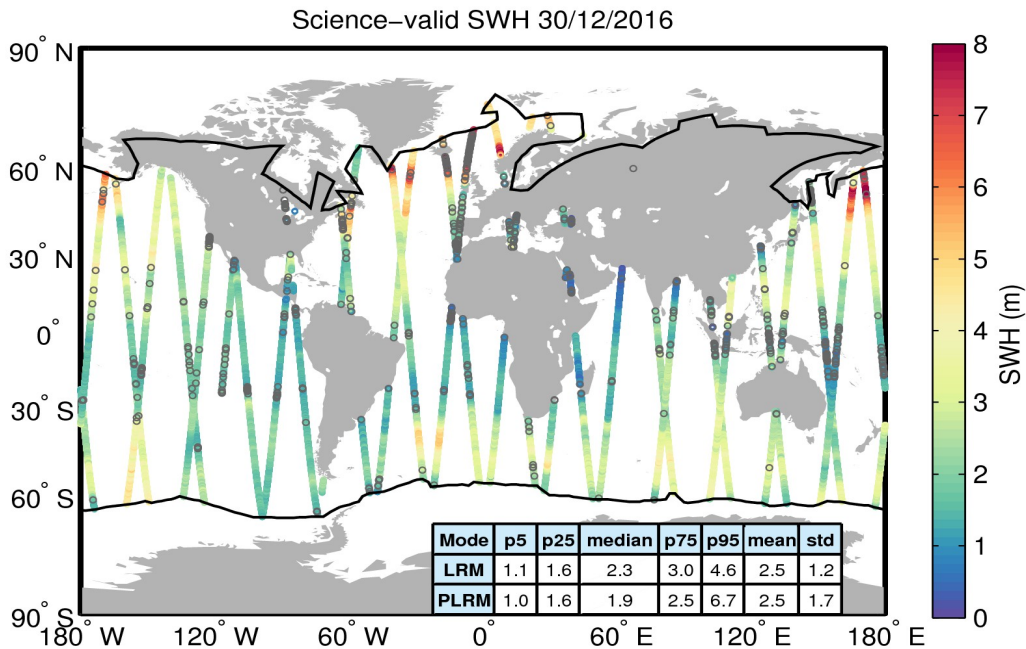 Science−valid SWH 30/12/2016
90° N
60° N
30° N
0°
30° S
60° S
90° S
180° W
120° W
60° W
0°
60° E
120° E
180° E
Mode p5 p25 median p75 p95 mean std
LRM 1.1 1.6 2.3 3.0 4.6 2.5 1.2
PLRM 1.0 1.6 1.9 2.5 6.7 2.5 1.7
8
7
6
5
4
3
2
1
0
SWH (m)